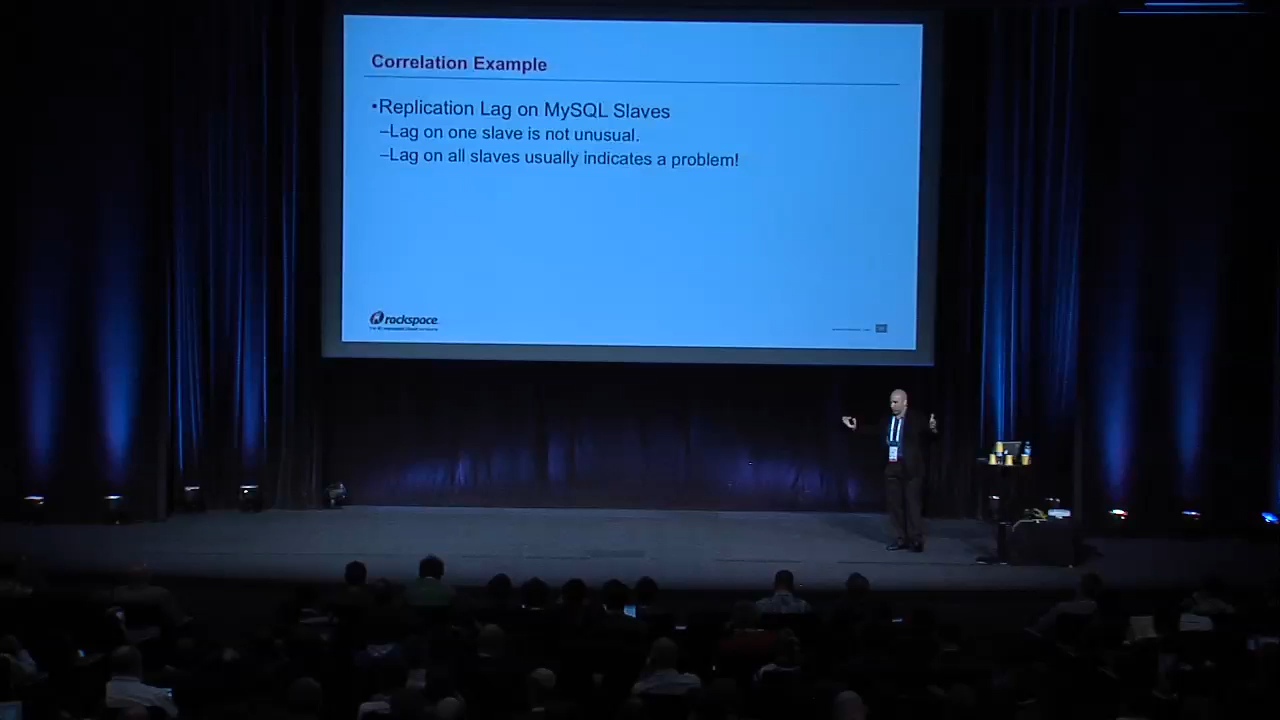 Correlation Example
•Replication Lag on MySQL Slaves
–Lag on one slave is not unusual.
–Lag on all slaves usually indicates a problem!
rackspace